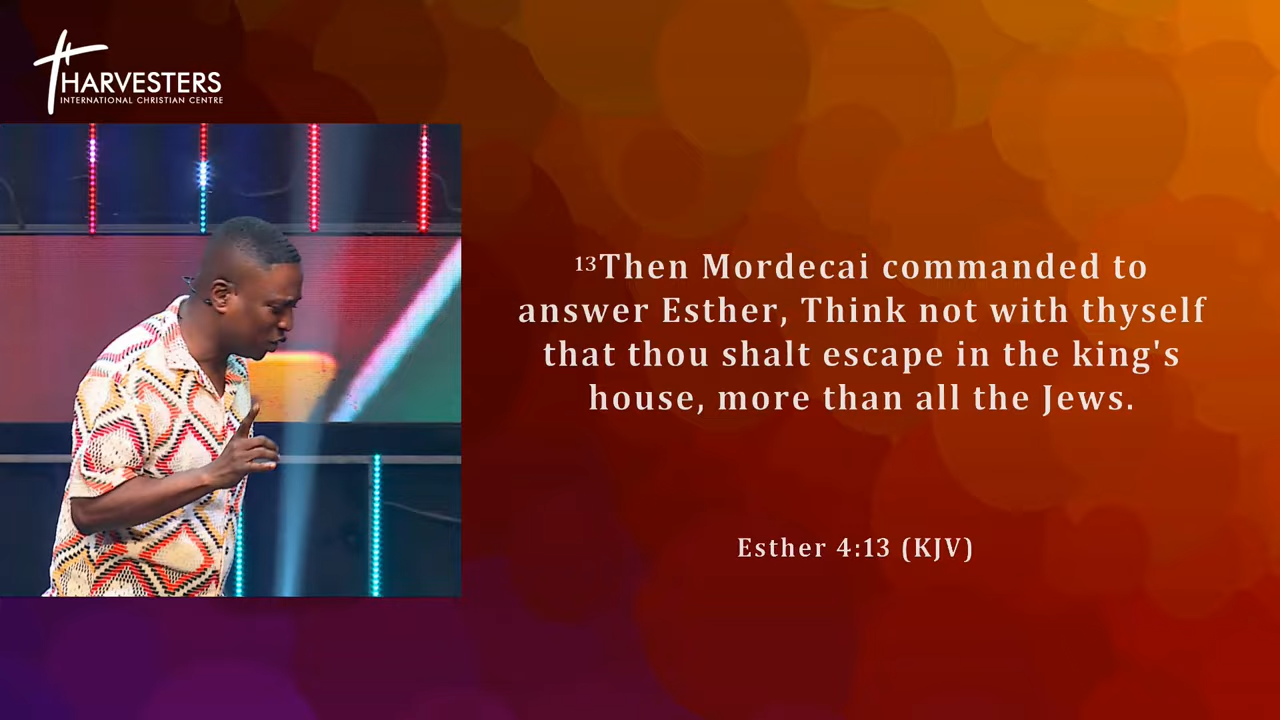 HARVESTERS
INTERNATIONAL CHRISTIAN CENTRE
¹³Then Mordecai commanded to
answer Esther, Think not with thyself
that thou shalt escape in the king's
house, more than all the Jews.
Esther 4:13 (KJV)